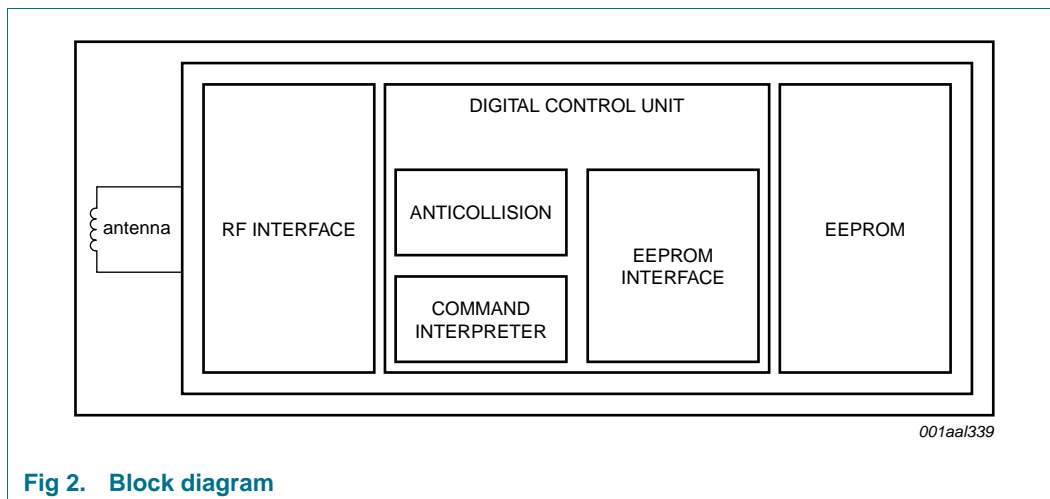 DIGITAL CONTROL UNIT
antenna
RF INTERFACE
ANTICOLLISION
COMMAND
INTERPRETER
EEPROM
INTERFACE
EEPROM
001aal339
Fig 2. Block diagram